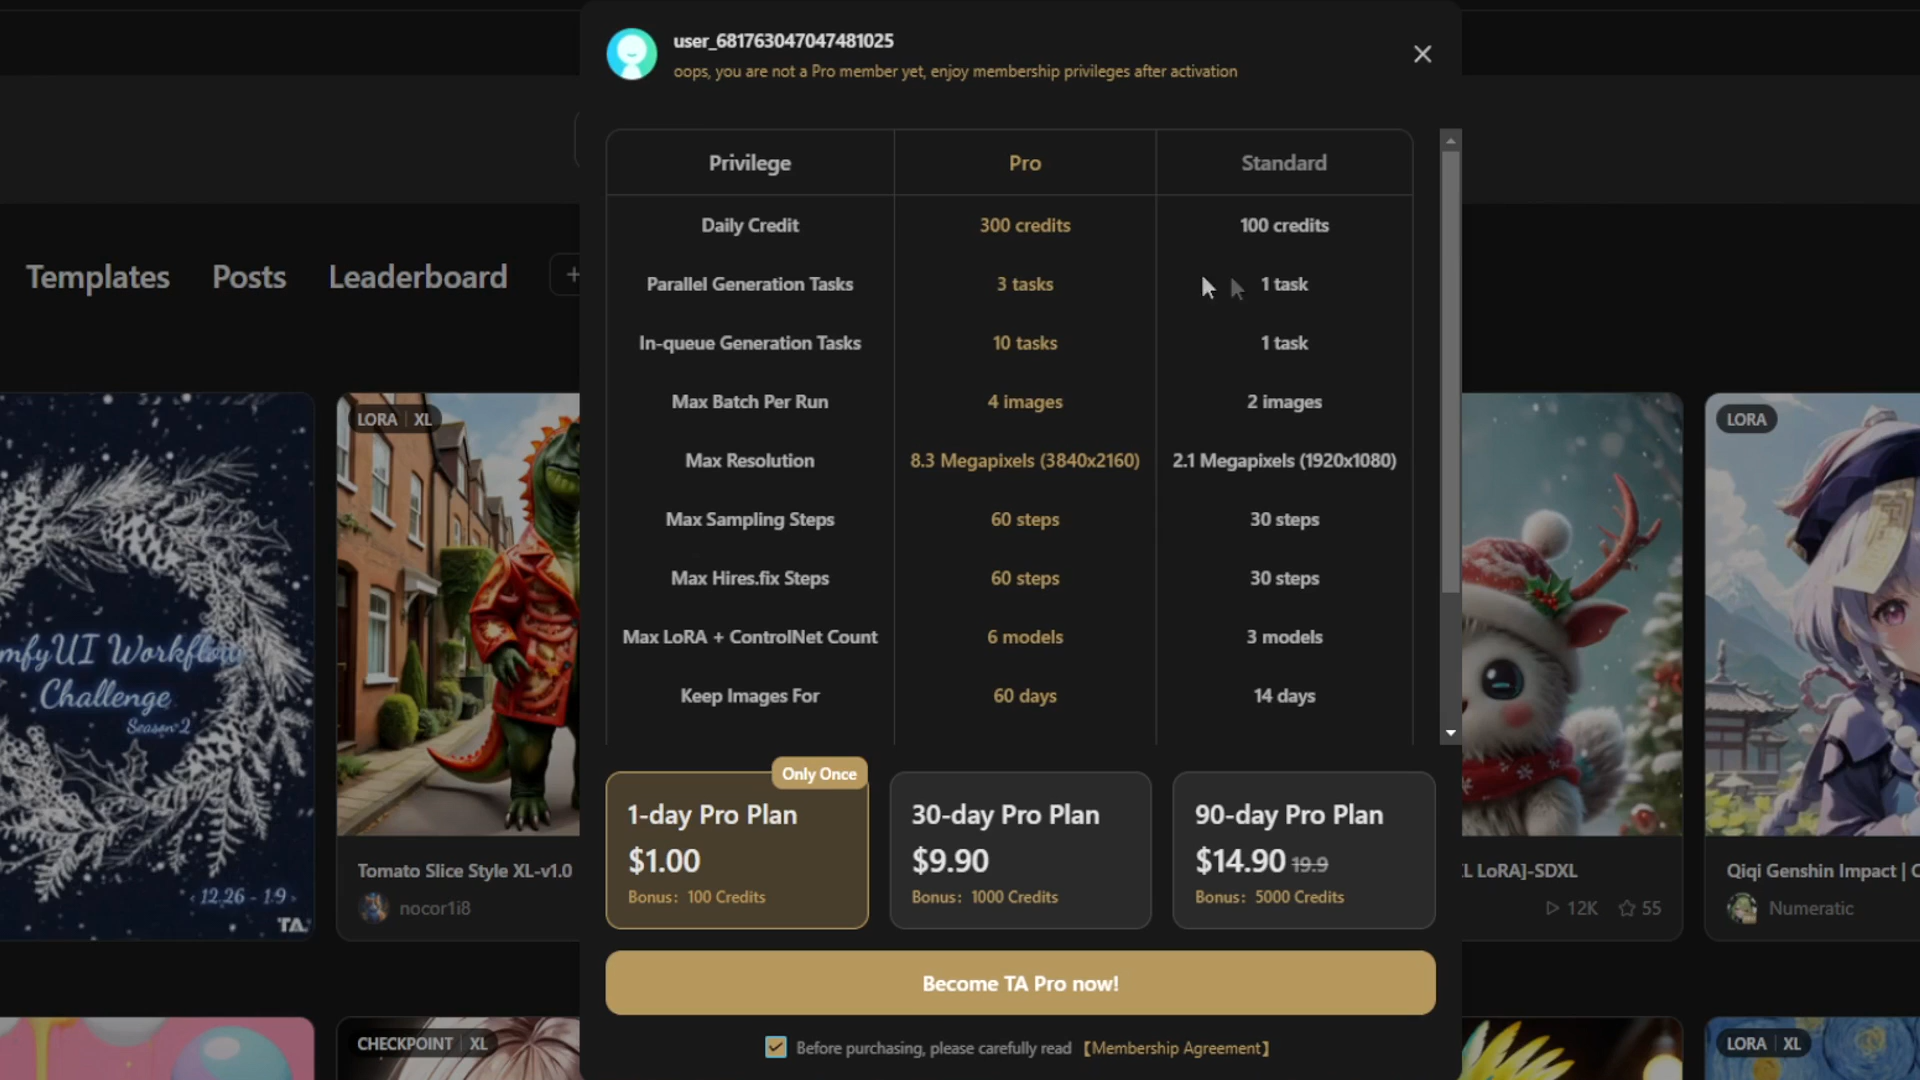 user_681763047047481025
oops, you are not a Pro member yet, enjoy membership privileges after activation
Privilege Pro Standard
Daily Credit 300 credits 100 credits
Parallel Generation Tasks 3 tasks 1 task
In-queue Generation Tasks 10 tasks 1 task
Max Batch Per Run 4 images 2 images
Max Resolution 8.3 Megapixels (3840x2160) 2.1 Megapixels (1920x1080)
Max Sampling Steps 60 steps 30 steps
Max Hires.fix Steps 60 steps 30 steps
Max LoRA + ControlNet Count 6 models 3 models
Keep Images For 60 days 14 days
Only Once
1-day Pro Plan
$1.00
Bonus: 100 Credits
30-day Pro Plan
$9.90
Bonus: 1000 Credits
90-day Pro Plan
$14.90 19.9
Bonus: 5000 Credits
Become TA Pro now!
Before purchasing, please carefully read 【Membership Agreement】
Templates Posts Leaderboard +
mfyUI Workflow
Challenge
Season 2
12.26 - 1.9
TA
LORA XL
Tomato Slice Style XL-v1.0
nocor1i8
LoRA]-SDXL
12K 55
LORA
Qiqi Genshin Impact |
Numeratic
CHECKPOINT XL
LORA XL